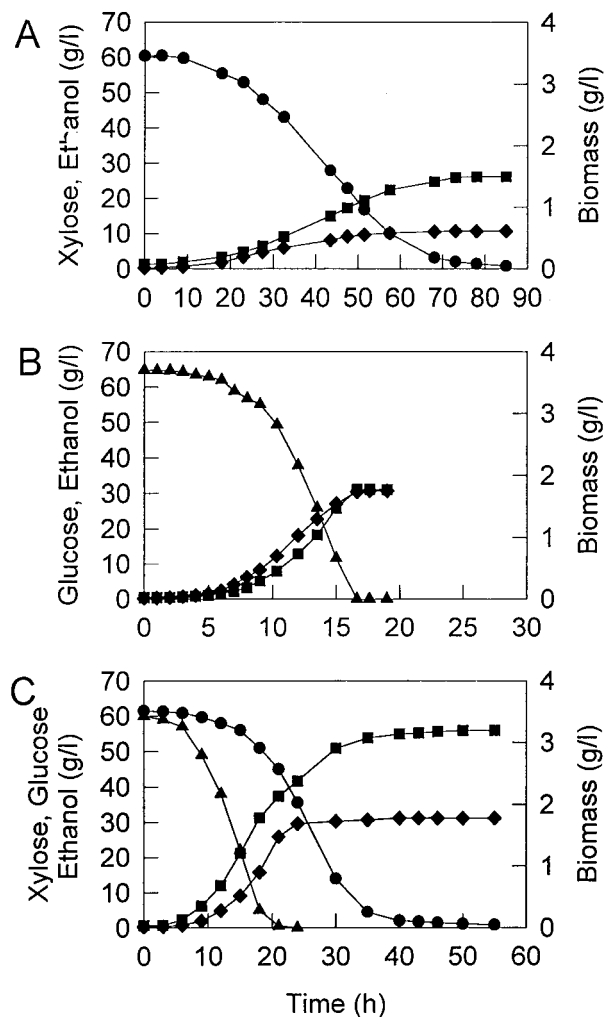 A
Xylose, Ethanol (g/l)
70
60
50
40
30
20
10
0
4
3
2
1
0
Biomass (g/l)
0 10 20 30 40 50 60 70 80 90
B
Glucose, Ethanol (g/l)
70
60
50
40
30
20
10
0
4
3
2
1
0
Biomass (g/l)
0 5 10 15 20 25 30
C
Xylose, Glucose
Ethanol (g/l)
70
60
50
40
30
20
10
0
4
3
2
1
0
Biomass (g/l)
0 10 20 30 40 50 60
Time (h)